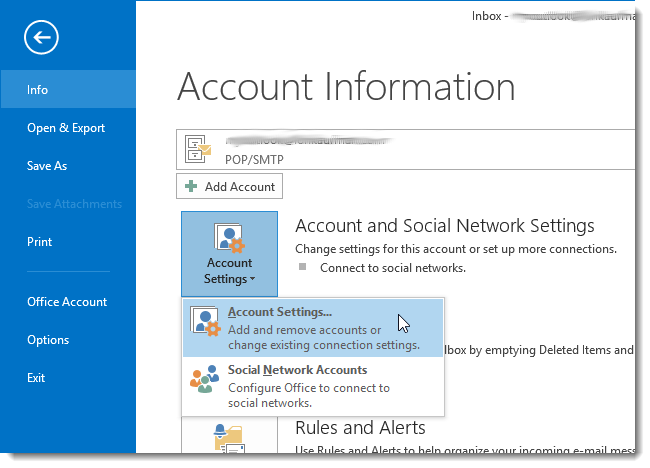 Inbox -
Account Information
Info
Open & Export
Save As
Save Attachments
Print
Office Account
Options
Exit
POP/SMTP
Add Account
Account
Settings
Account and Social Network Settings
Change settings for this account or set up more connections.
Connect to social networks.
Account Settings...
Add and remove accounts or
change existing connection settings.
Social Network Accounts
Configure Office to connect to
social networks.
lbox by emptying Deleted Items and
Rules and Alerts
Use Rules and Alerts to help organize your incoming e-mail